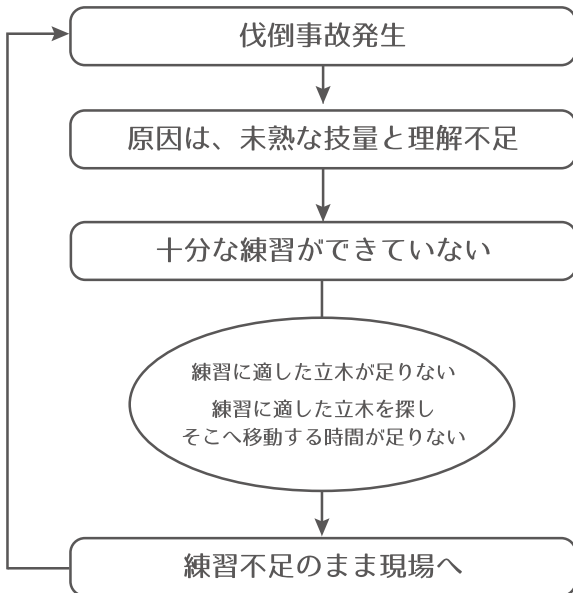 伐倒事故発生
原因は、未熟な技量と理解不足
十分な練習ができていない
練習に適した立木が足りない
練習に適した立木を探し
そこへ移動する時間が足りない
練習不足のまま現場へ